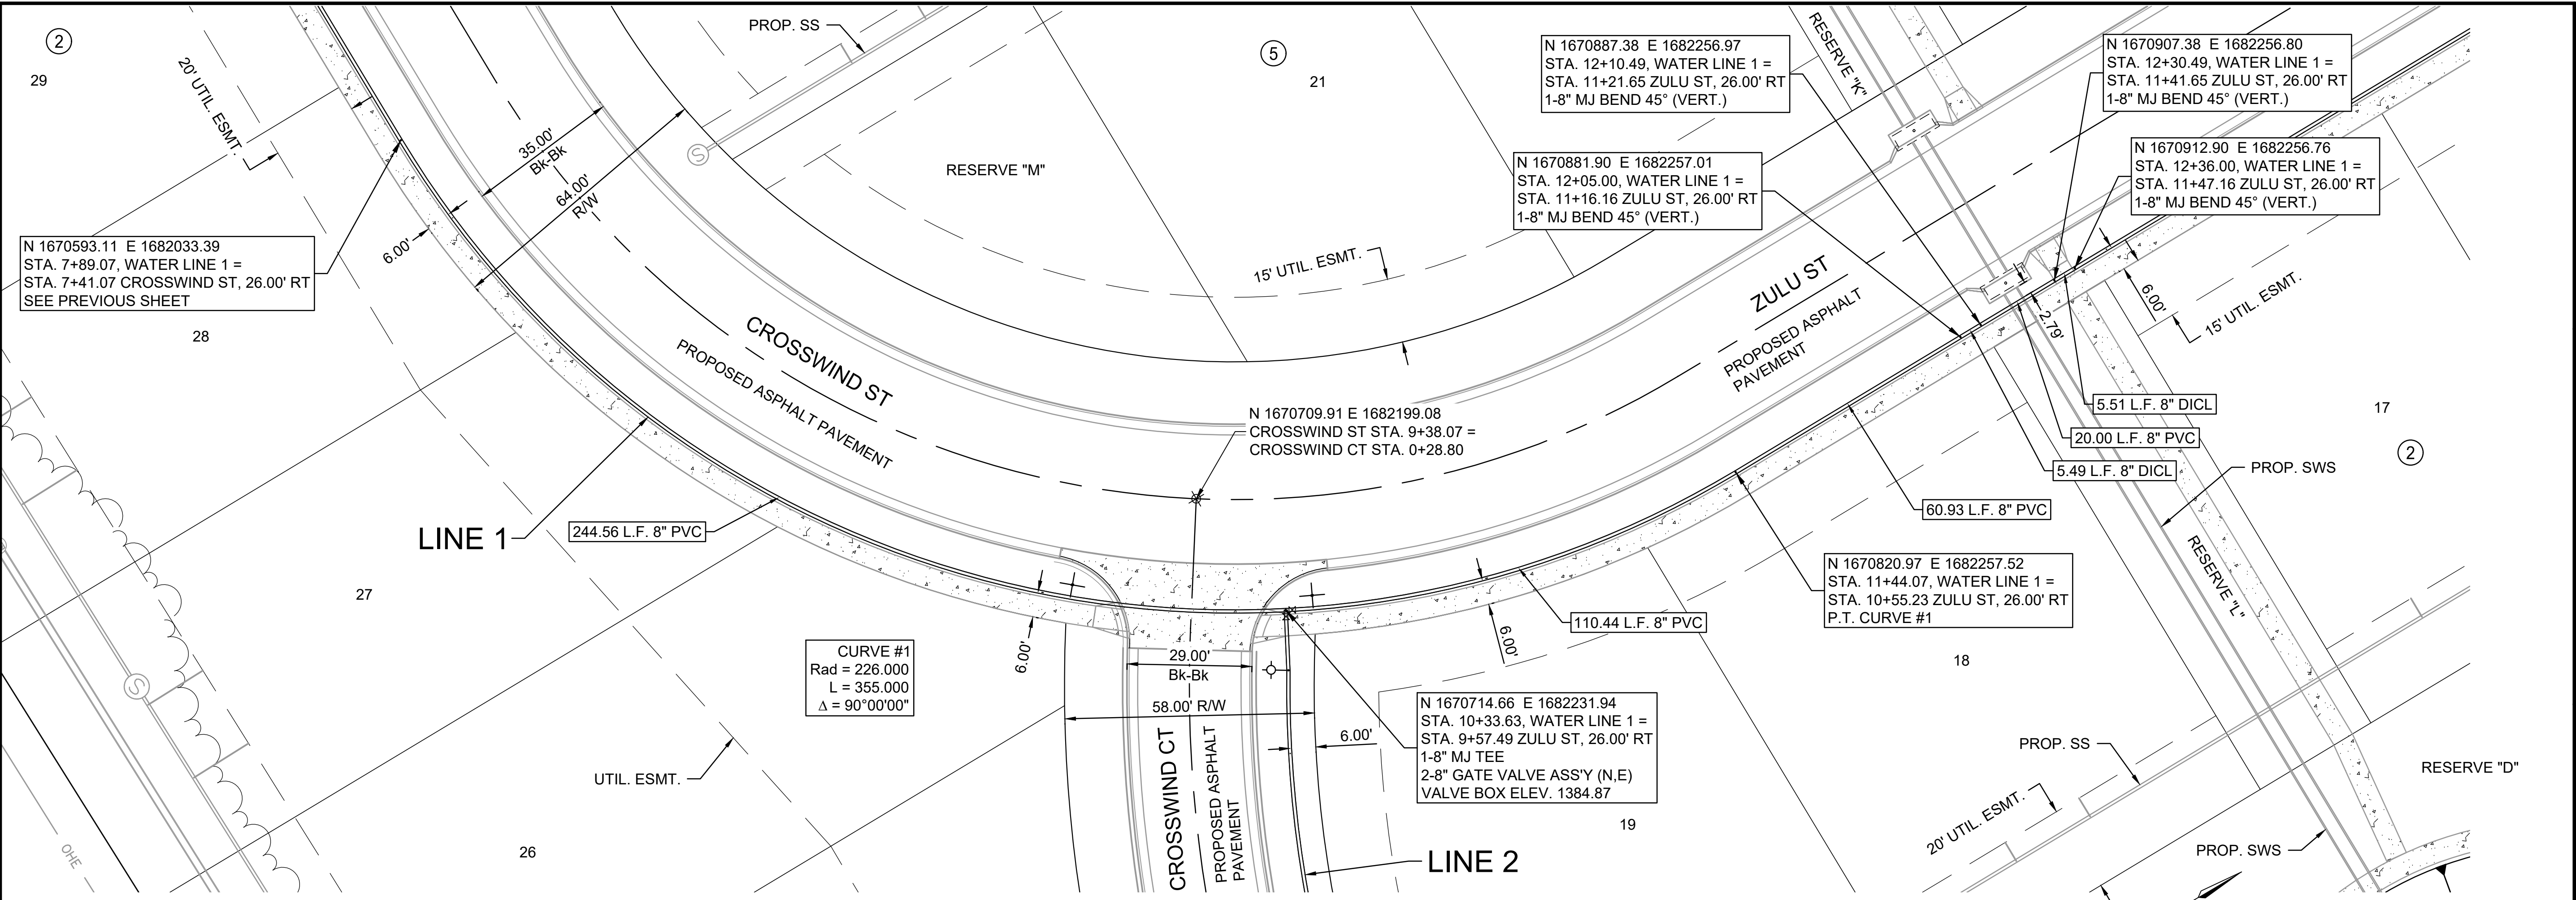 2
29
20' UTIL. ESMT.
PROP. SS
5
21
RESERVE "M"
35.00'
Bk-Bk
64.00'
R/W
6.00'
N 1670593.11 E 1682033.39
STA. 7+89.07, WATER LINE 1 =
STA. 7+41.07 CROSSWIND ST, 26.00' RT
SEE PREVIOUS SHEET
28
S
15' UTIL. ESMT.
N 1670887.38 E 1682256.97
STA. 12+10.49, WATER LINE 1 =
STA. 11+21.65 ZULU ST, 26.00' RT
1-8" MJ BEND 45° (VERT.)
RESERVE "K"
N 1670907.38 E 1682256.80
STA. 12+30.49, WATER LINE 1 =
STA. 11+41.65 ZULU ST, 26.00' RT
1-8" MJ BEND 45° (VERT.)
N 1670881.90 E 1682257.01
STA. 12+05.00, WATER LINE 1 =
STA. 11+16.16 ZULU ST, 26.00' RT
1-8" MJ BEND 45° (VERT.)
N 1670912.90 E 1682256.76
STA. 12+36.00, WATER LINE 1 =
STA. 11+47.16 ZULU ST, 26.00' RT
1-8" MJ BEND 45° (VERT.)
ZULU ST
PROPOSED ASPHALT
PAVEMENT
2.79'
6.00'
15' UTIL. ESMT.
CROSSWIND ST
PROPOSED ASPHALT PAVEMENT
N 1670709.91 E 1682199.08
CROSSWIND ST STA. 9+38.07 =
CROSSWIND CT STA. 0+28.80
5.51 L.F. 8" DICL
20.00 L.F. 8" PVC
5.49 L.F. 8" DICL
17
2
PROP. SWS
60.93 L.F. 8" PVC
LINE 1
244.56 L.F. 8" PVC
27
N 1670820.97 E 1682257.52
STA. 11+44.07, WATER LINE 1 =
STA. 10+55.23 ZULU ST, 26.00' RT
P.T. CURVE #1
RESERVE "L"
110.44 L.F. 8" PVC
6.00'
6.00'
CURVE #1
Rad = 226.000
L = 355.000
Δ = 90°00'00"
29.00'
Bk-Bk
58.00' R/W
6.00'
18
S
N 1670714.66 E 1682231.94
STA. 10+33.63, WATER LINE 1 =
STA. 9+57.49 ZULU ST, 26.00' RT
1-8" MJ TEE
2-8" GATE VALVE ASS'Y (N,E)
VALVE BOX ELEV. 1384.87
CROSSWIND CT
PROPOSED ASPHALT
PAVEMENT
UTIL. ESMT.
PROP. SS
RESERVE "D"
19
20' UTIL. ESMT.
26
LINE 2
PROP. SWS
OHE